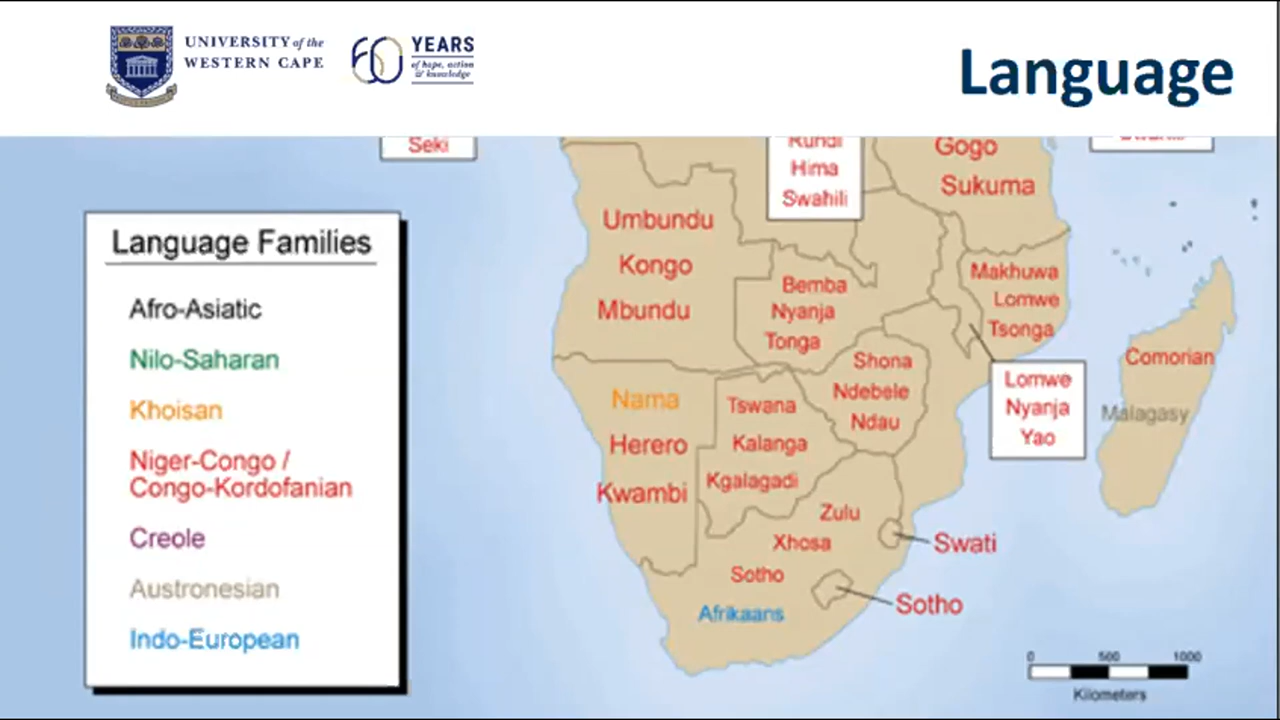 UNIVERSITY of the
WESTERN CAPE
60 YEARS
of hope, action
& knowledge
Language
Seki
Rundi
Hima
Swahili
Gogo
Sukuma
Language Families
Afro-Asiatic
Nilo-Saharan
Khoisan
Niger-Congo /
Congo-Kordofanian
Creole
Austronesian
Indo-European
Umbundu
Kongo
Mbundu
Bemba
Nyanja
Tonga
Makhuwa
Lomwe
Tsonga
Lomwe
Nyanja
Yao
Comorian
Malagasy
Shona
Ndebele
Ndau
Nama
Herero
Kwambi
Tswana
Kalanga
Kgalagadi
Zulu
Xhosa
Sotho
Afrikaans
Swati
Sotho
0 500 1000
Kilometers